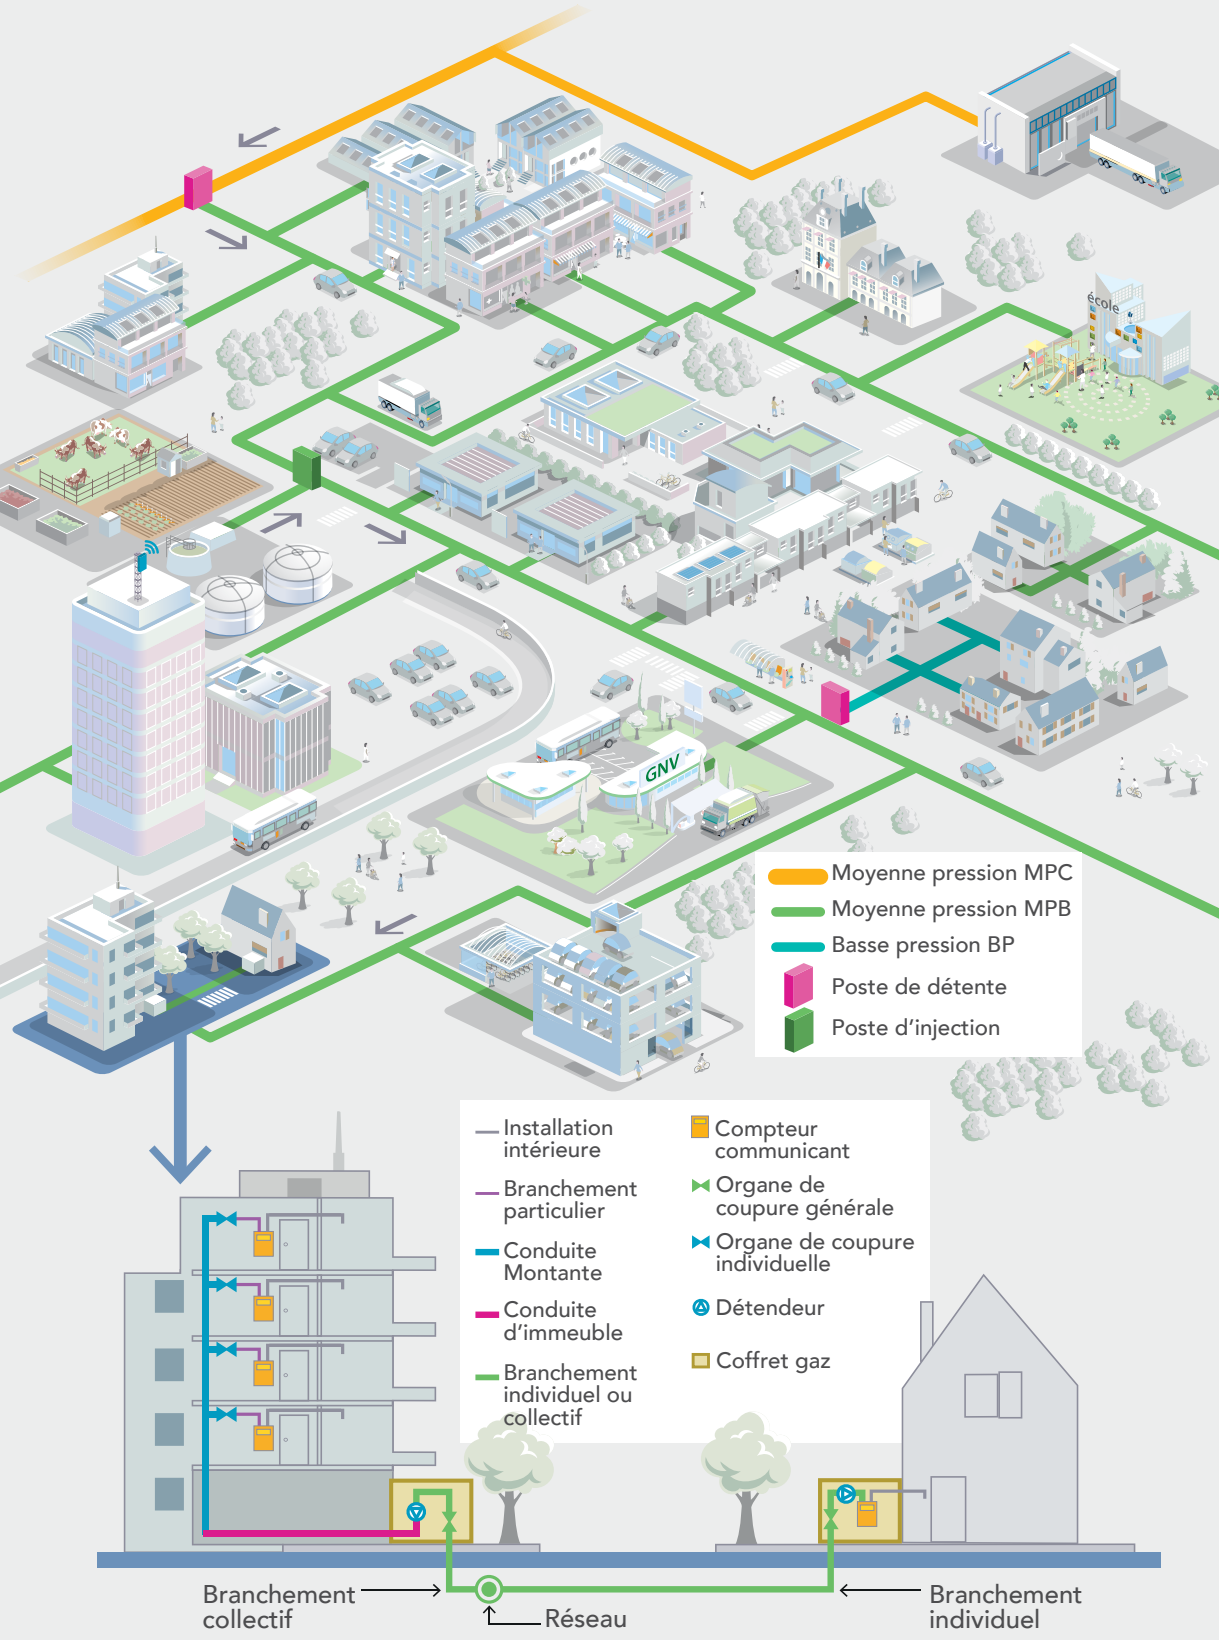 école
GNV
Moyenne pression MPC
Moyenne pression MPB
Basse pression BP
Poste de détente
Poste d'injection
Installation
intérieure
Branchement
particulier
Conduite
Montante
Conduite
d'immeuble
Branchement
individuel ou
collectif
Compteur
communicant
Organe de
coupure générale
Organe de coupure
individuelle
Détendeur
Coffret gaz
Branchement
collectif
Réseau
Branchement
individuel